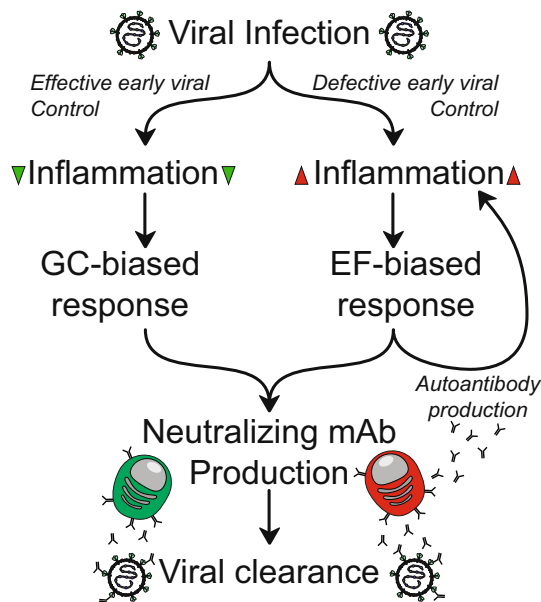 Viral Infection
Effective early viral
Control
Defective early viral
Control
Inflammation
Inflammation
GC-biased
response
EF-biased
response
Autoantibody
production
Neutralizing mAb
Production
Viral clearance